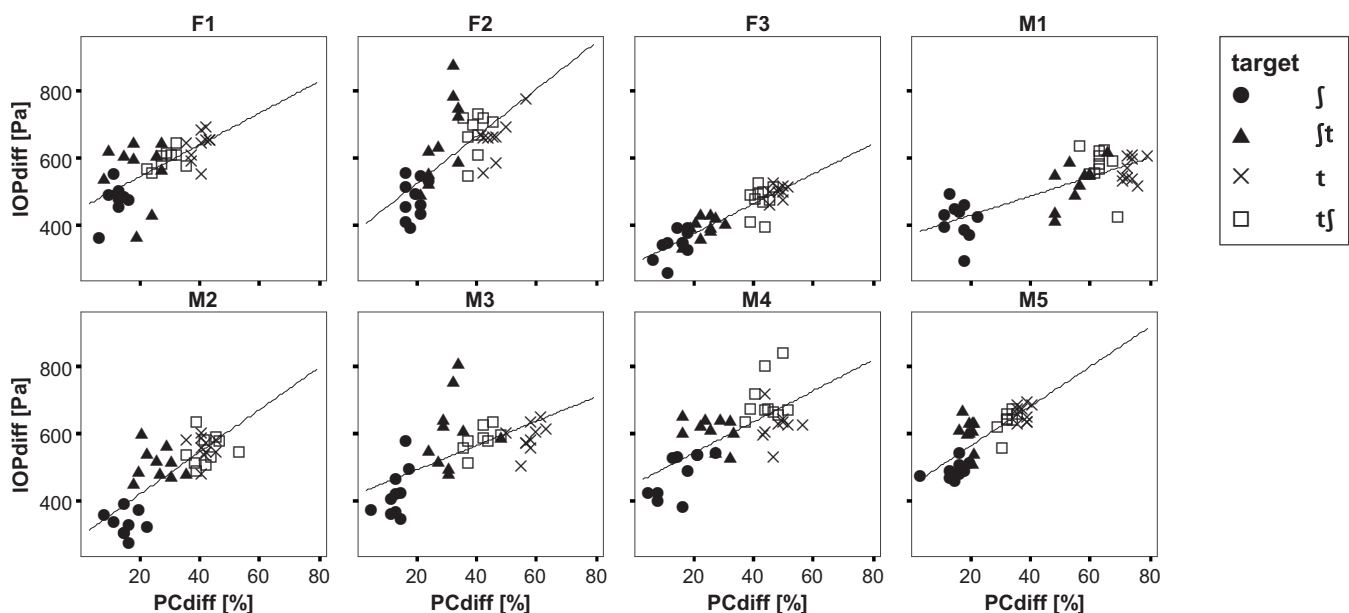 F1 F2 F3 M1
target
ʃ
ʃt
t
tʃ
IOPdiff [Pa]
800
600
400
M2 M3 M4 M5
IOPdiff [Pa]
800
600
400
20 40 60 80 20 40 60 80 20 40 60 80 20 40 60 80
PCdiff [%] PCdiff [%] PCdiff [%] PCdiff [%]